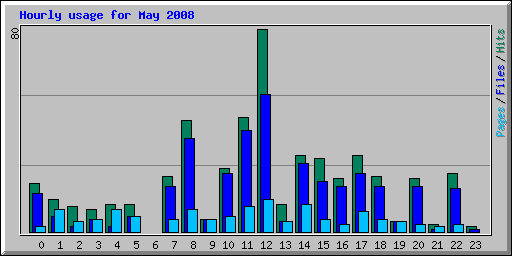 Hourly usage for May 2008
80
Pages / Files / Hits
0 1 2 3 4 5 6 7 8 9 10 11 12 13 14 15 16 17 18 19 20 21 22 23